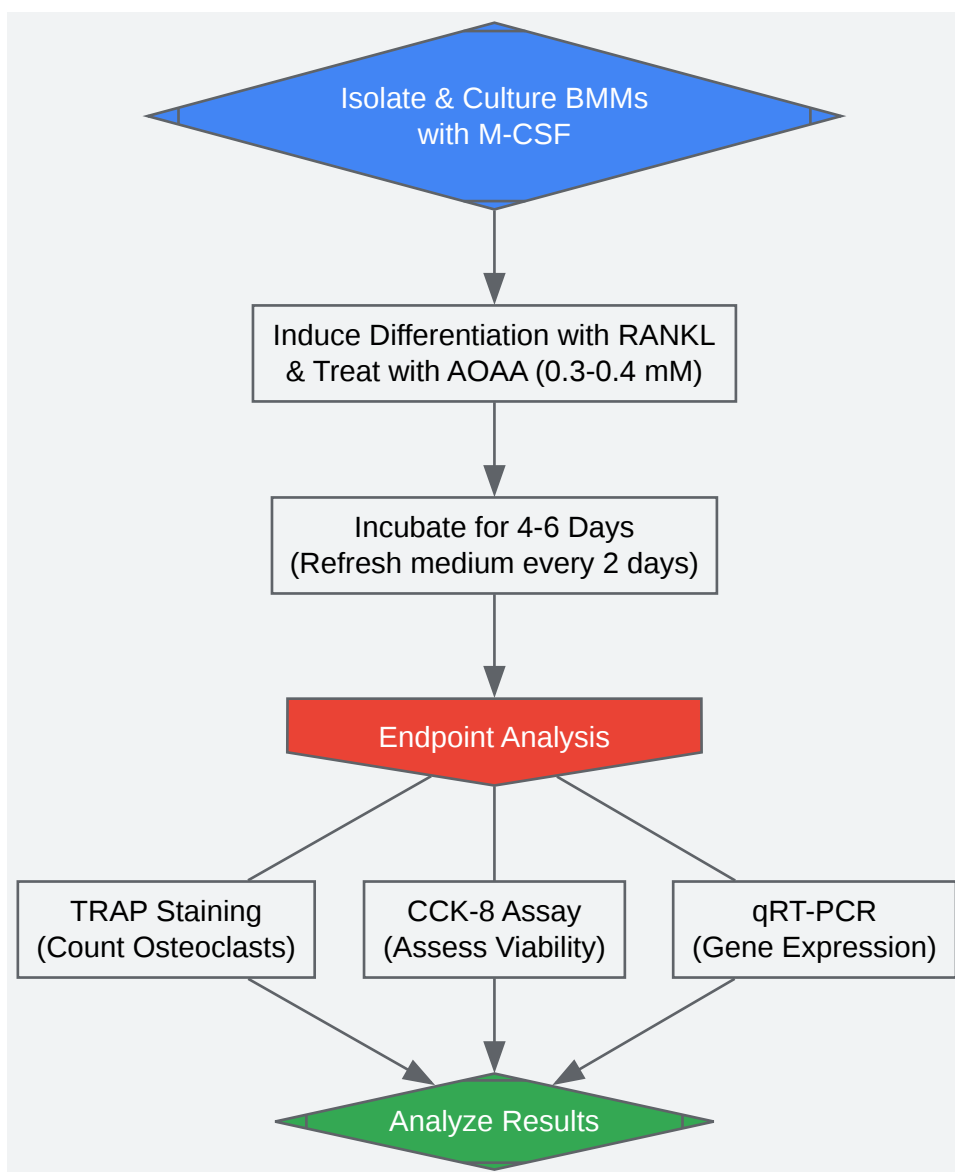 Isolate & Culture BMMs
with M-CSF
Induce Differentiation with RANKL
& Treat with AOAA (0.3-0.4 mM)
Incubate for 4-6 Days
(Refresh medium every 2 days)
Endpoint Analysis
TRAP Staining
(Count Osteoclasts)
CCK-8 Assay
(Assess Viability)
qRT-PCR
(Gene Expression)
Analyze Results